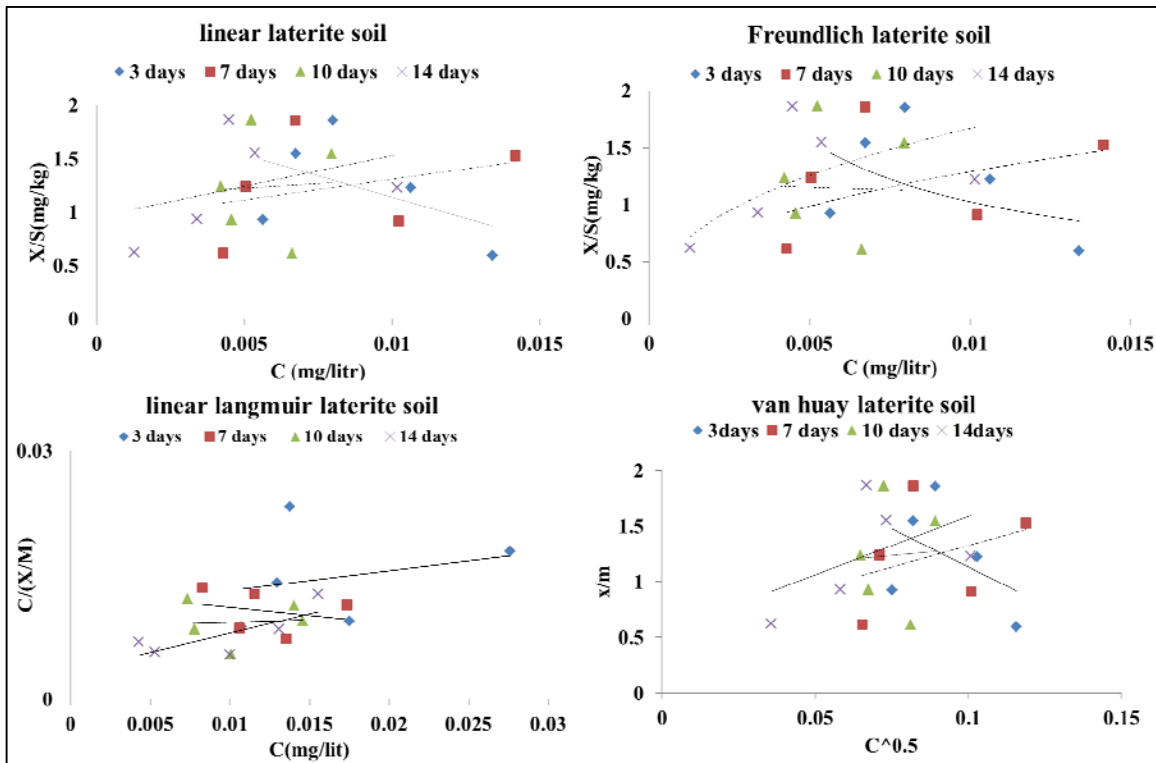 linear laterite soil
3 days 7 days 10 days 14 days
X/S(mg/kg)
2
1.5
1
0.5
0
0 0.005 0.01 0.015
C (mg/litr)
Freundlich laterite soil
3 days 7 days 10 days 14 days
X/S(mg/kg)
2
1.5
1
0.5
0
0 0.005 0.01 0.015
C (mg/litr)
linear langmuir laterite soil
3 days 7 days 10 days 14 days
C/(X/M)
0.03
0
0 0.005 0.01 0.015 0.02 0.025 0.03
C(mg/lit)
van huay laterite soil
3days 7 days 10 days 14days
x/m
2
1.5
1
0.5
0
0 0.05 0.1 0.15
C^0.5